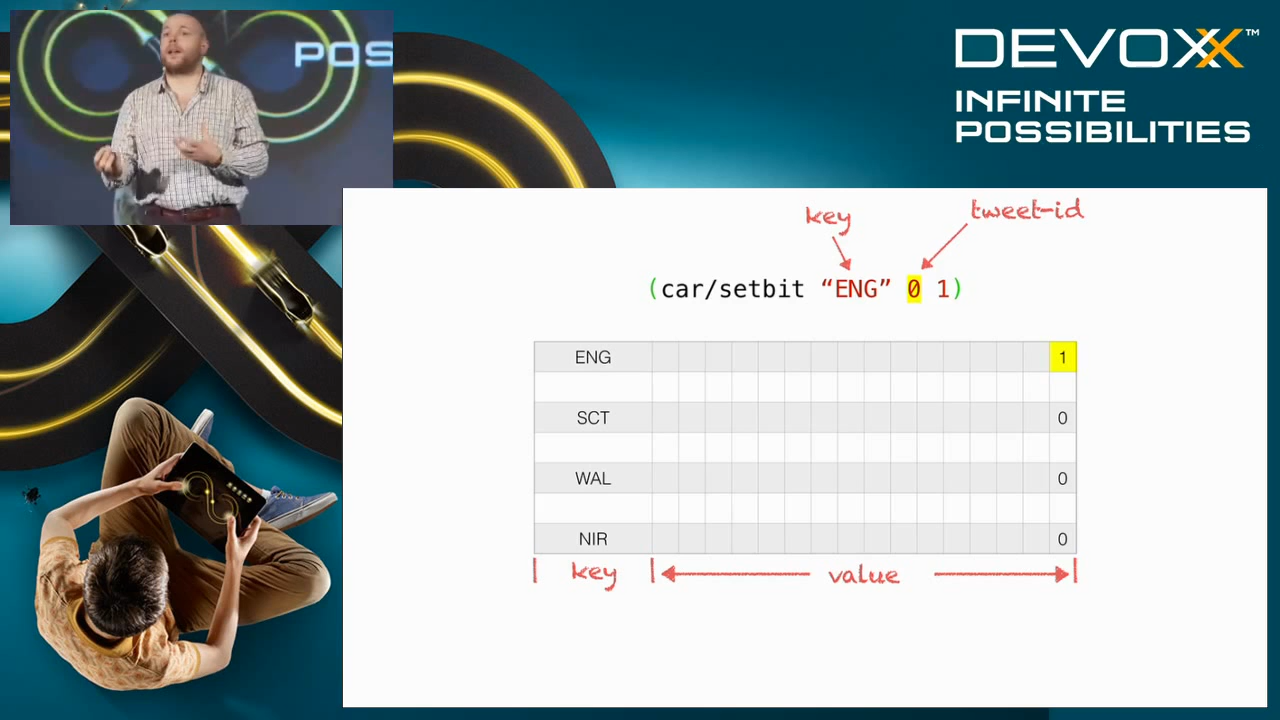 POS
DEVOXX™
INFINITE
POSSIBILITIES
key
tweet-id
(car/setbit “ENG” 0 1)
ENG 1
SCT 0
WAL 0
NIR 0
key value